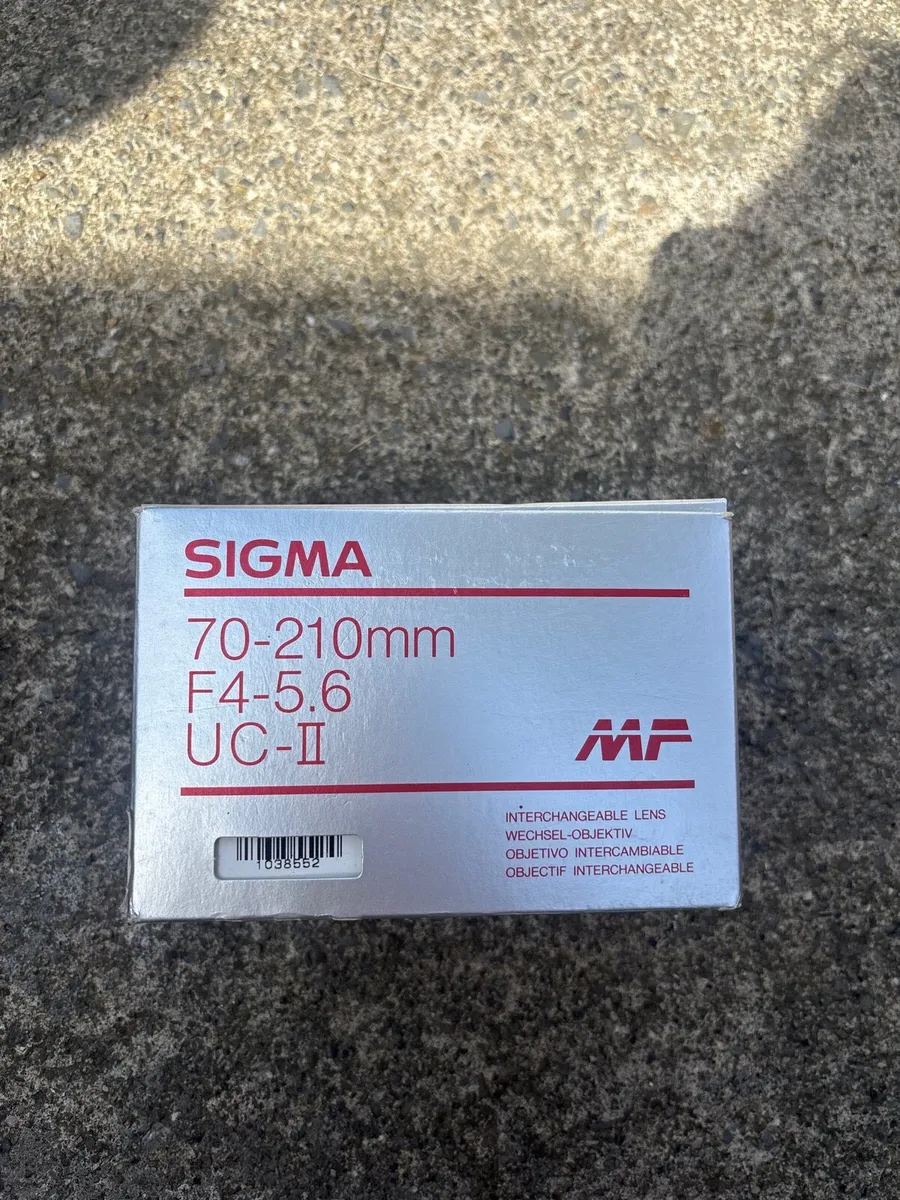 SIGMA
70-210mm
F4-5.6
UC-II
MF
1038552
INTERCHANGEABLE LENS
WECHSEL-OBJEKTIV
OBJETIVO INTERCAMBIABLE
OBJECTIF INTERCHANGEABLE